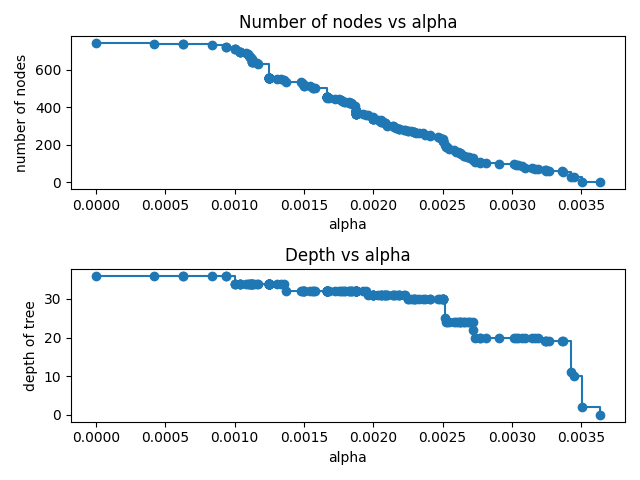 Number of nodes vs alpha
number of nodes
600
400
200
0
0.0000 0.0005 0.0010 0.0015 0.0020 0.0025 0.0030 0.0035
alpha
Depth vs alpha
depth of tree
30
20
10
0
0.0000 0.0005 0.0010 0.0015 0.0020 0.0025 0.0030 0.0035
alpha